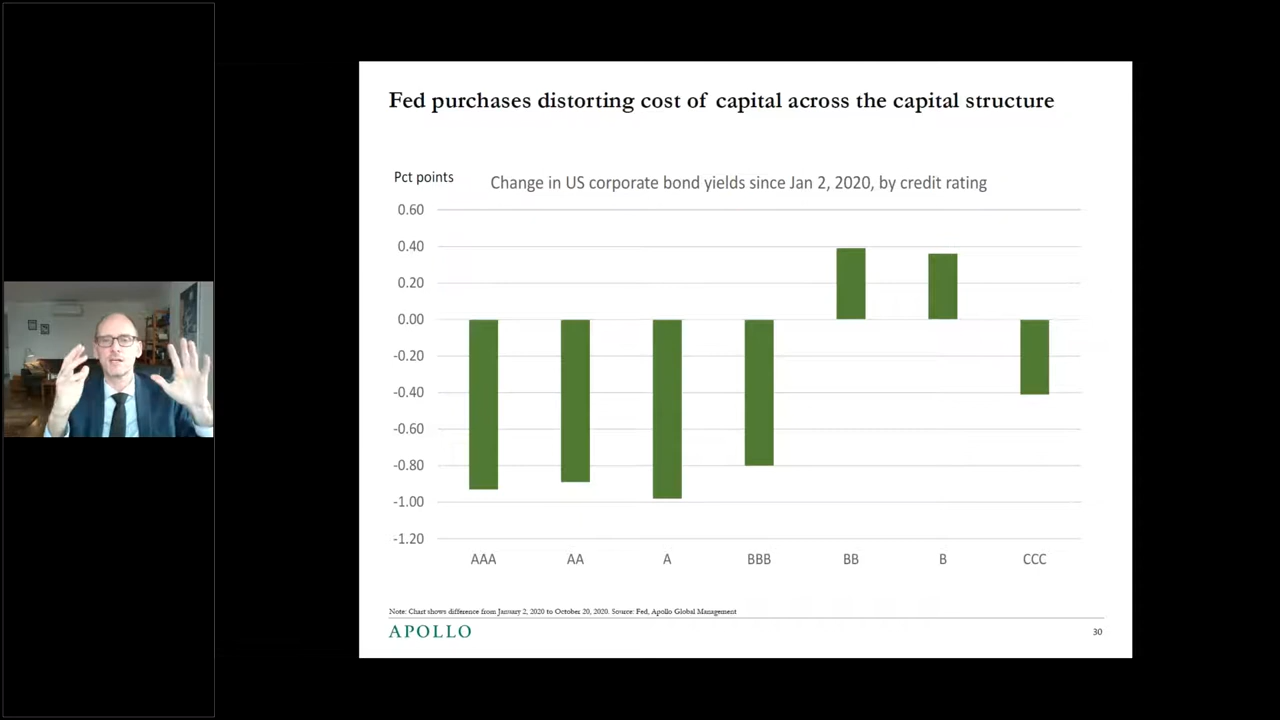 Fed purchases distorting cost of capital across the capital structure
Pct points
Change in US corporate bond yields since Jan 2, 2020, by credit rating
0.60
0.40
0.20
0.00
-0.20
-0.40
-0.60
-0.80
-1.00
-1.20
AAA AA A BBB BB B CCC
Note: Chart shows difference from January 2, 2020 to October 20, 2020. Source: Fed, Apollo Global Management
APOLLO
30